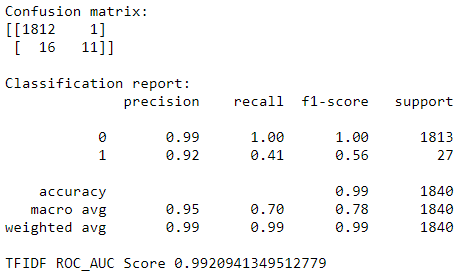 Confusion matrix:
[[1812    1]
 [  16   11]]
Classification report:
              precision    recall  f1-score   support
           0       0.99      1.00      1.00      1813
           1       0.92      0.41      0.56        27
    accuracy                           0.99      1840
   macro avg       0.95      0.70      0.78      1840
weighted avg       0.99      0.99      0.99      1840
TFIDF ROC_AUC Score 0.9920941349512779